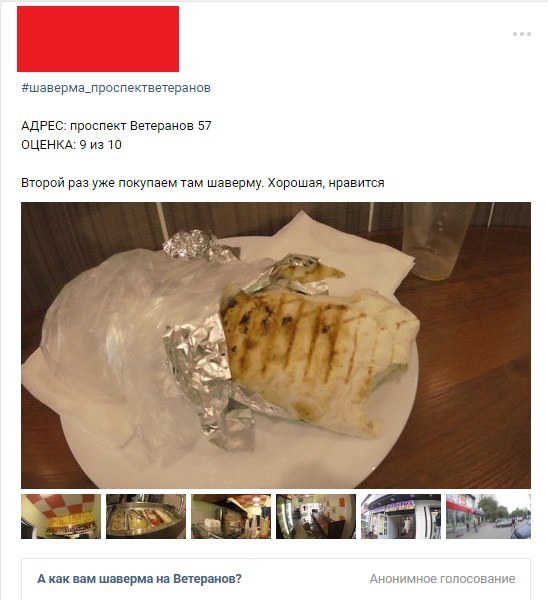 #шаверма_проспектветеранов
АДРЕС: проспект Ветеранов 57
ОЦЕНКА: 9 из 10
Второй раз уже покупаем там шаверму. Хорошая, нравится
А как вам шаверма на Ветеранов?
Анонимное голосование